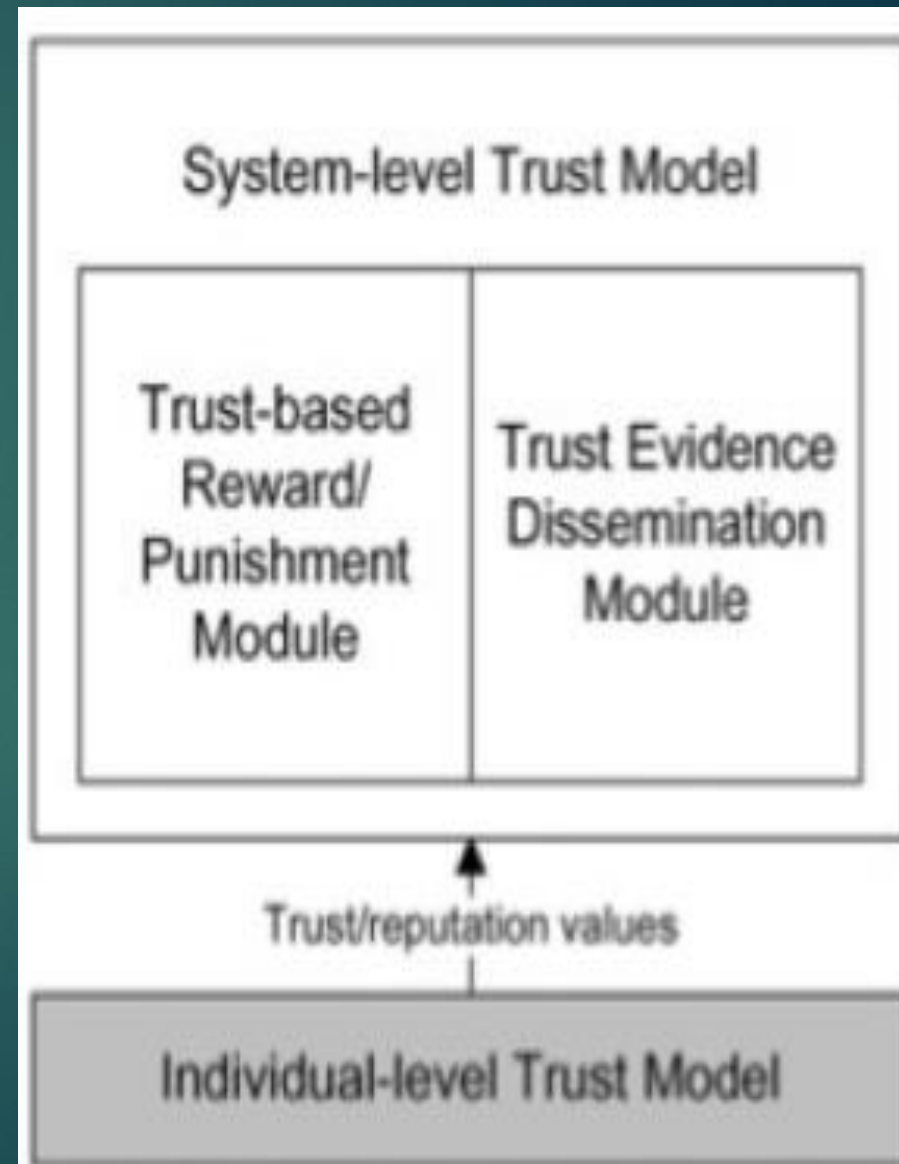 System-level Trust Model
Trust-based
Reward/
Punishment
Module
Trust Evidence
Dissemination
Module
Trust/reputation values
Individual-level Trust Model